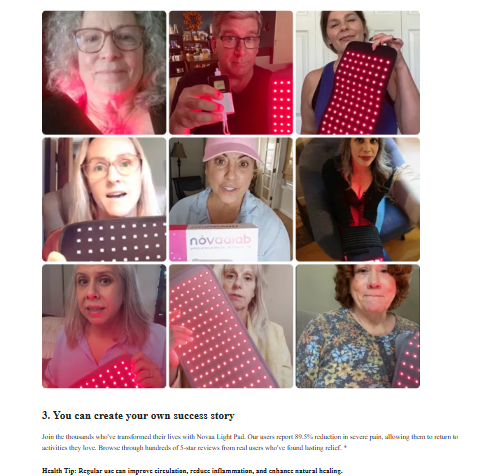 novaalab
3. You can create your own success story
Join the thousands who've transformed their lives with Novaa Light Pad. Our users report 89.5% reduction in severe pain, allowing them to return to
activities they love. Browse through hundreds of 5-star reviews from real users who've found lasting relief. *
Health Tip: Regular use can improve circulation, reduce inflammation, and enhance natural healing.